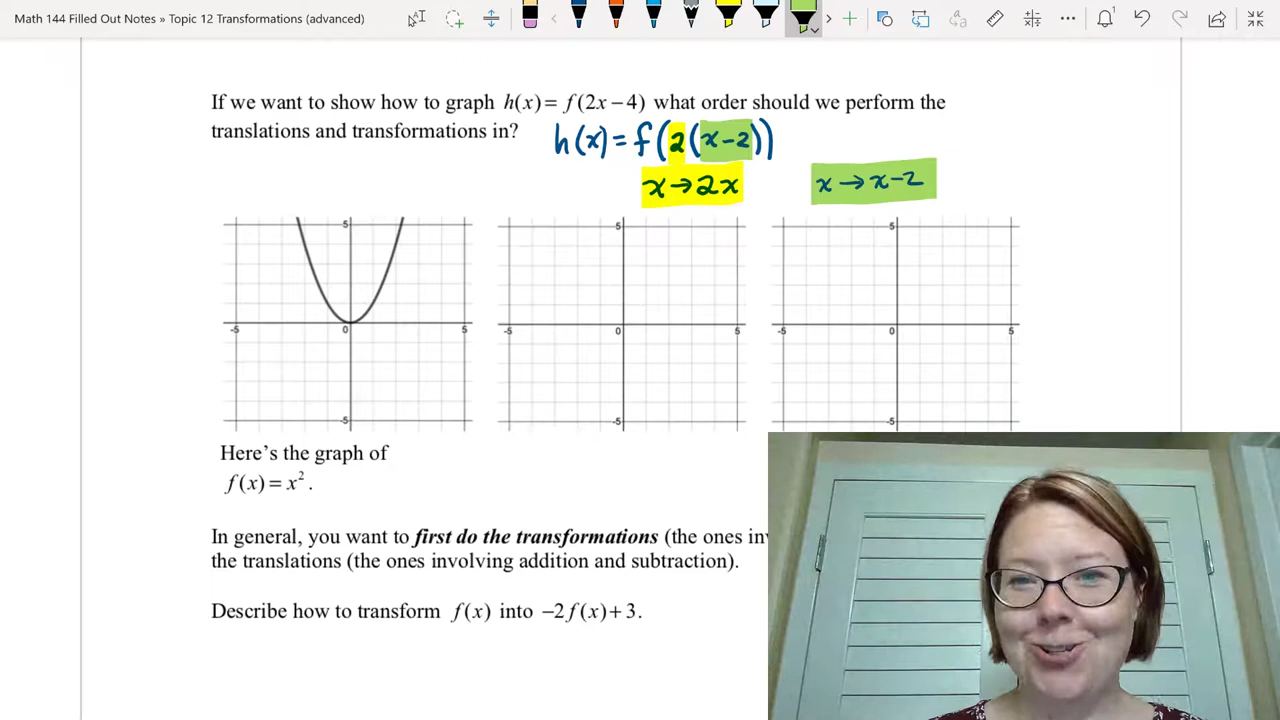 Math 144 Filled Out Notes » Topic 12 Transformations (advanced)
If we want to show how to graph h(x) = f(2x − 4) what order should we perform the
translations and transformations in?
h(x) = f(2(x−2))
x → 2x
x → x−2
5
-5
0
5
-5
5
-5
0
5
-5
5
-5
0
5
-5
Here's the graph of
f(x) = x².
In general, you want to first do the transformations (the ones
the translations (the ones involving addition and subtraction).
Describe how to transform f(x) into −2f(x)+3.